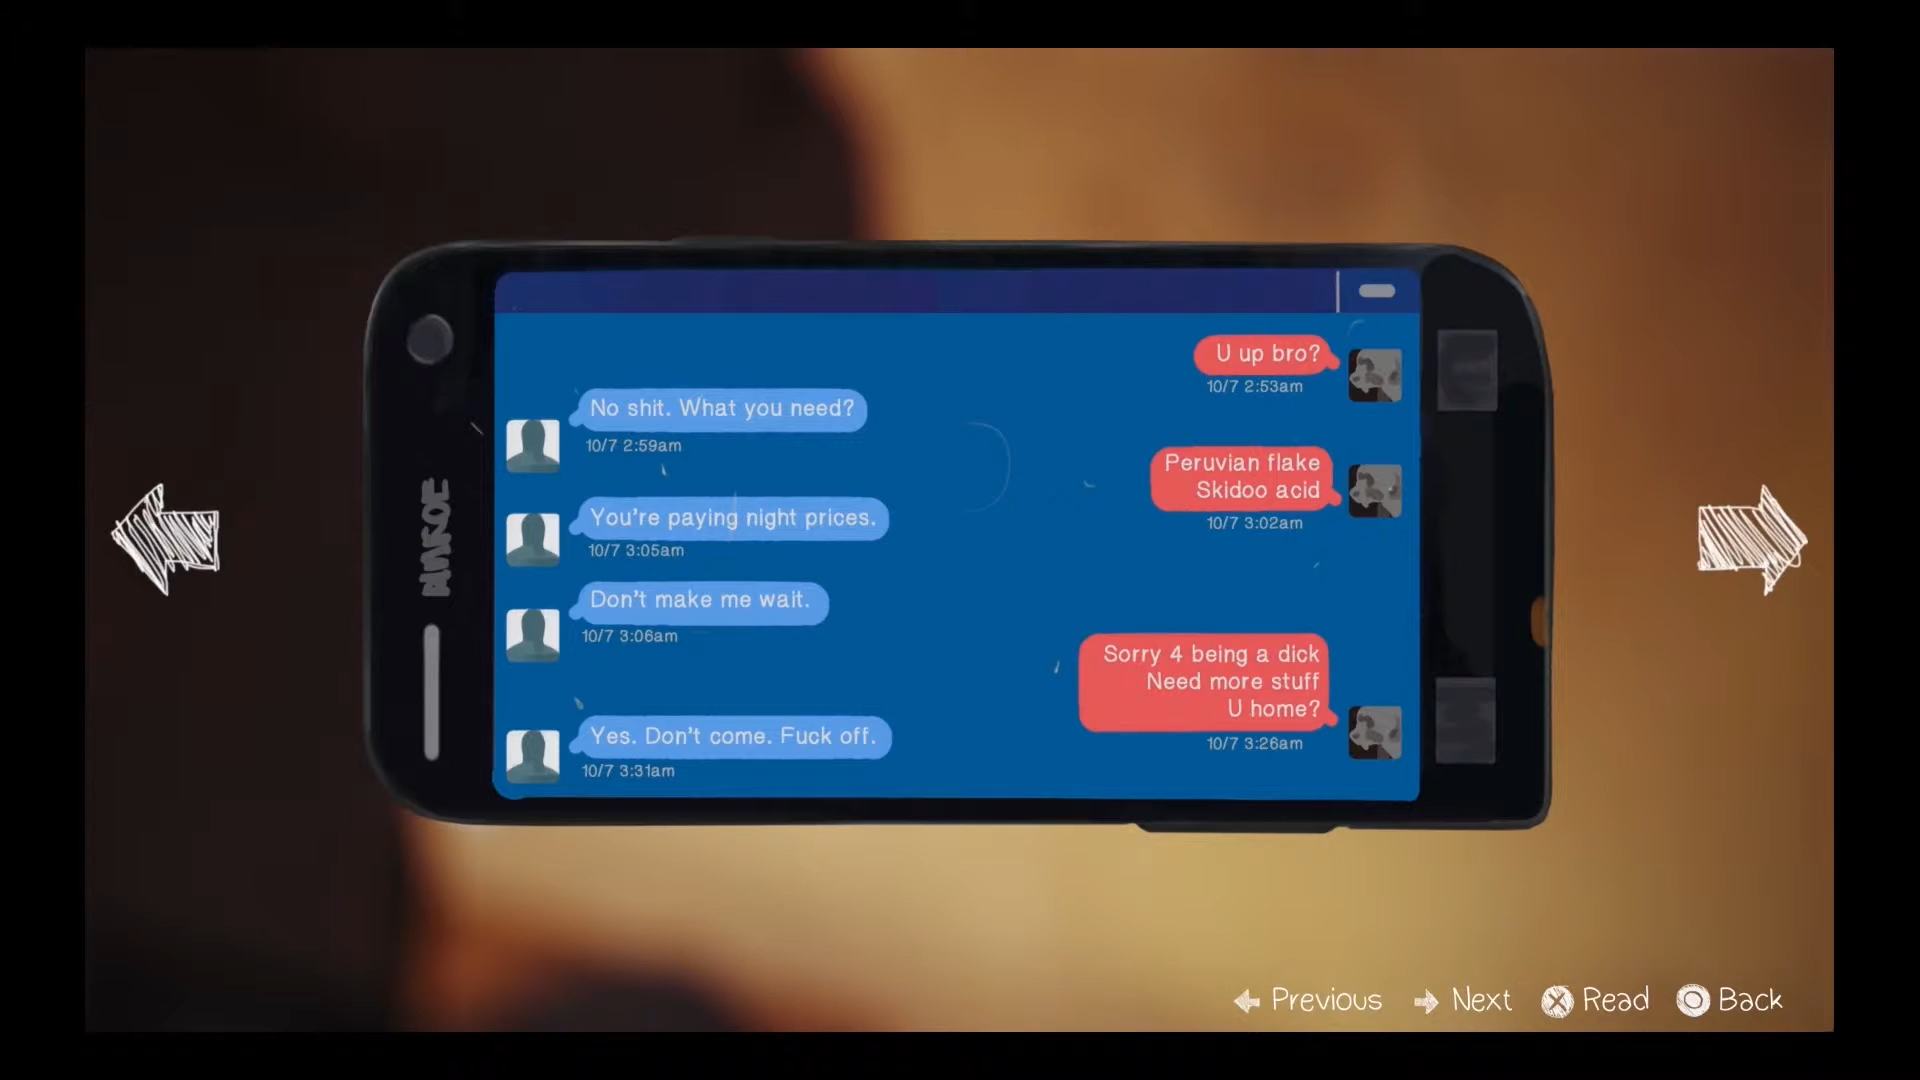 U up bro?
10/7 2:53am
No shit. What you need?
10/7 2:59am
Peruvian flake
Skidoo acid
10/7 3:02am
You're paying night prices.
10/7 3:05am
Don't make me wait.
10/7 3:06am
Sorry 4 being a dick
Need more stuff
U home?
10/7 3:26am
Yes. Don't come. Fuck off.
10/7 3:31am
Previous
Next
Read
Back